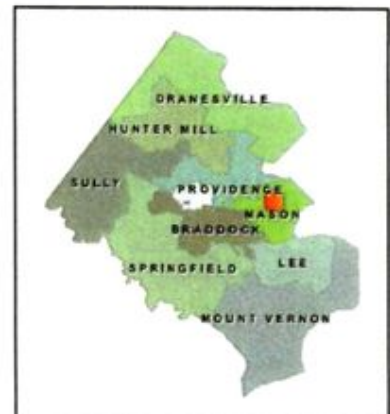 DRANESVILLE
HUNTER MILL
SULLY
PROVIDENCE
MASON
BRADDOCK
SPRINGFIELD
LEE
MOUNT VERNON